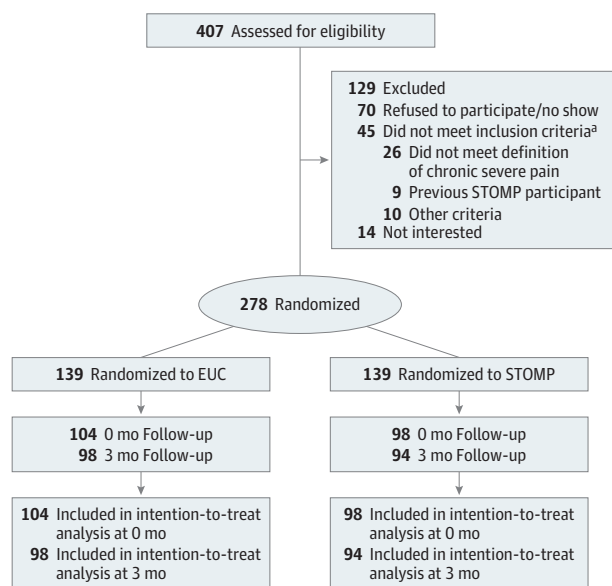 407 Assessed for eligibility
129 Excluded
70 Refused to participate/no show
45 Did not meet inclusion criteriaª
26 Did not meet definition
of chronic severe pain
9 Previous STOMP participant
10 Other criteria
14 Not interested
278 Randomized
139 Randomized to EUC
139 Randomized to STOMP
104 0 mo Follow-up
98 3 mo Follow-up
98 0 mo Follow-up
94 3 mo Follow-up
104 Included in intention-to-treat
analysis at 0 mo
98 Included in intention-to-treat
analysis at 3 mo
98 Included in intention-to-treat
analysis at 0 mo
94 Included in intention-to-treat
analysis at 3 mo